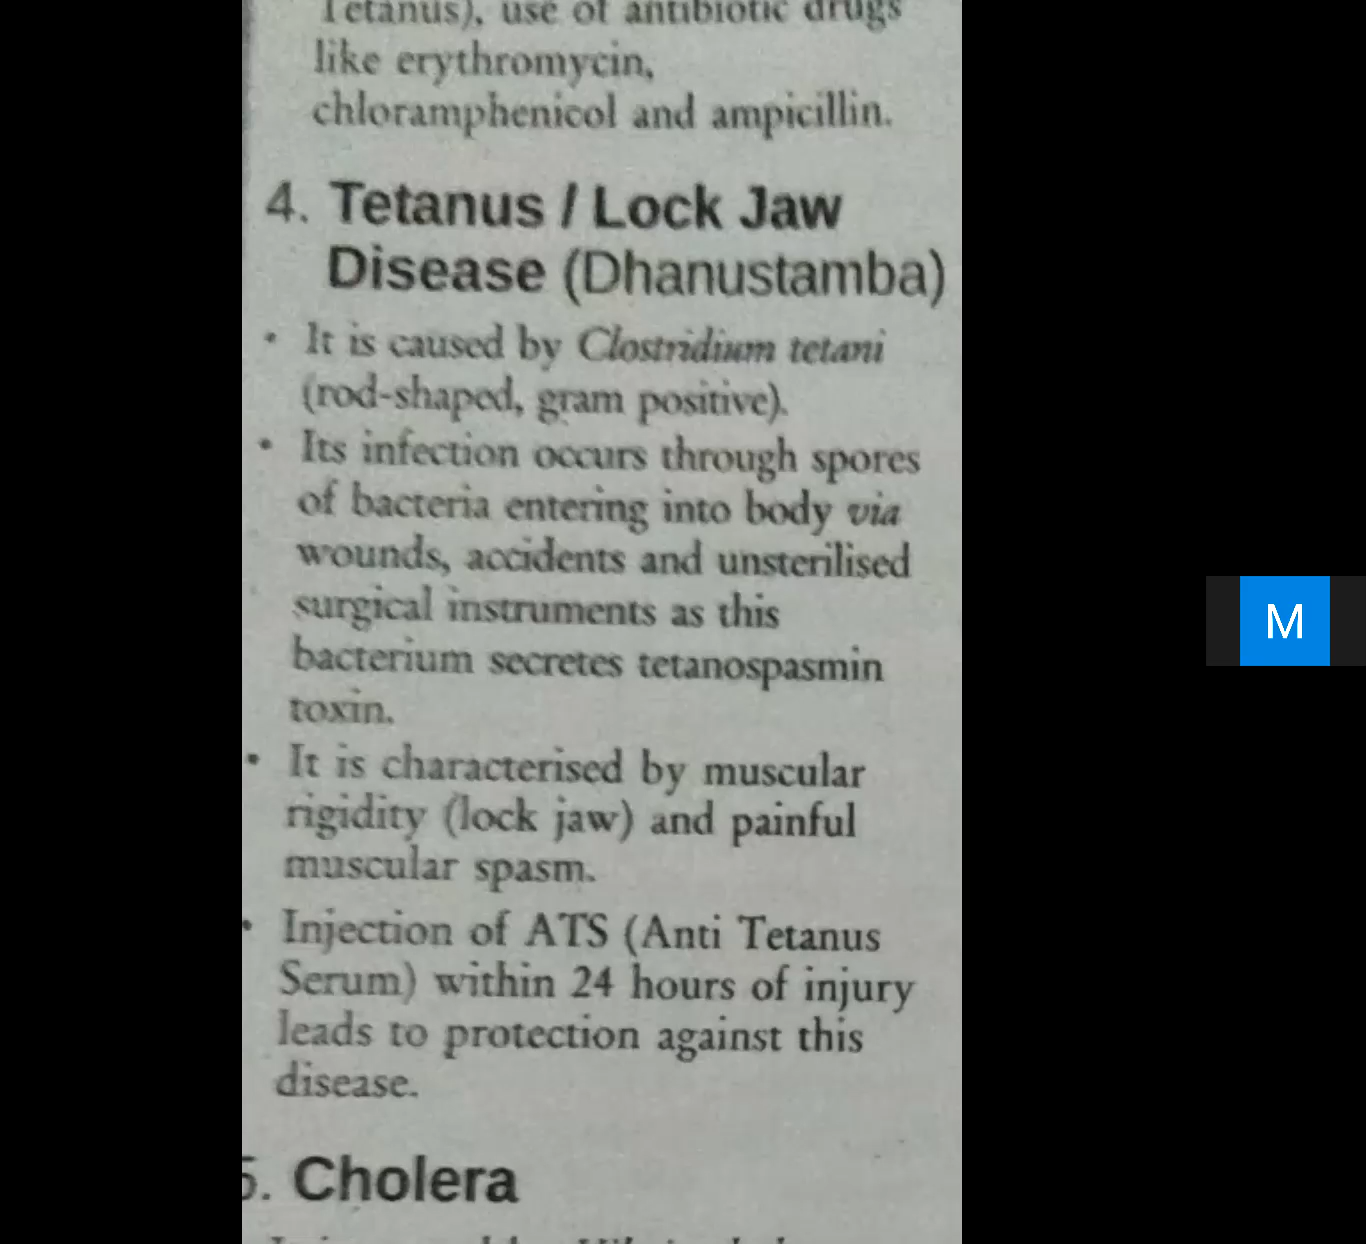 Tetanus), use of antibiotic drugs
like erythromycin,
chloramphenicol and ampicillin.
4. Tetanus / Lock Jaw
Disease (Dhanustamba)
• It is caused by Clostridium tetani
(rod-shaped, gram positive).
• Its infection occurs through spores
of bacteria entering into body via
wounds, accidents and unsterilised
surgical instruments as this
bacterium secretes tetanospasmin
toxin.
• It is characterised by muscular
rigidity (lock jaw) and painful
muscular spasm.
• Injection of ATS (Anti Tetanus
Serum) within 24 hours of injury
leads to protection against this
disease.
5. Cholera
M